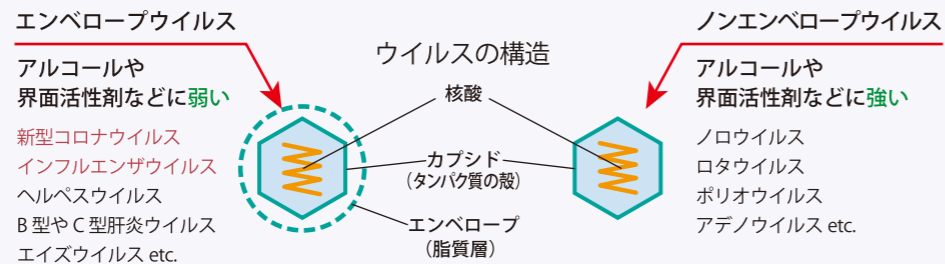 エンベロープウイルス
アルコールや
界面活性剤などに弱い
新型コロナウイルス
インフルエンザウイルス
ヘルペスウイルス
B 型や C 型肝炎ウイルス
エイズウイルス etc.
ウイルスの構造
核酸
カプシド
（タンパク質の殻）
エンベロープ
（脂質層）
ノンエンベロープウイルス
アルコールや
界面活性剤などに強い
ノロウイルス
ロタウイルス
ポリオウイルス
アデノウイルス etc.